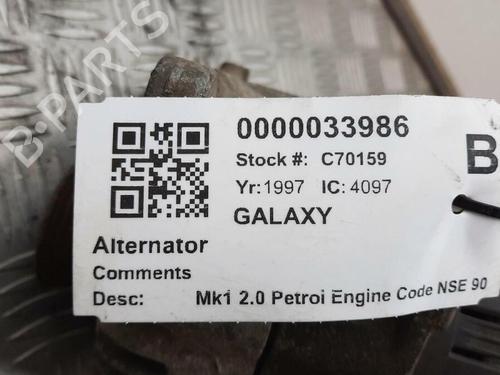 B-PARTS
0000033986
B
Stock #: C70159
Yr:1997 IC: 4097
GALAXY
Alternator
Comments
Desc: Mk1 2.0 Petroi Engine Code NSE 90